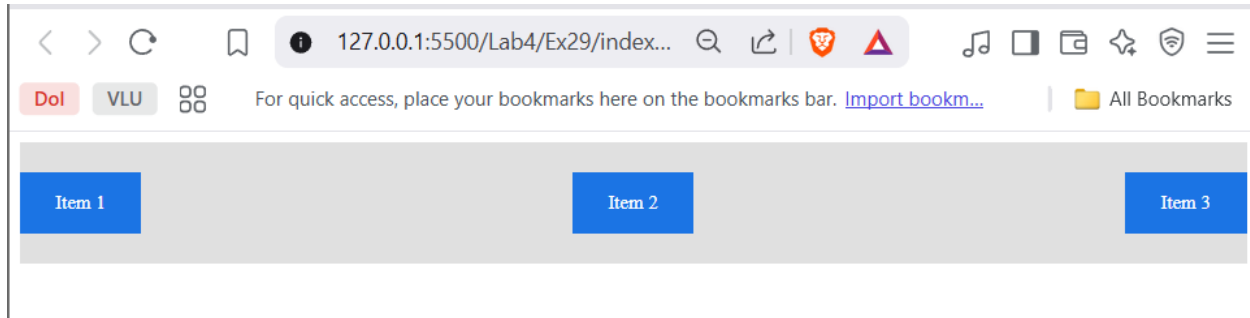 127.0.0.1:5500/Lab4/Ex29/index...
Dol VLU For quick access, place your bookmarks here on the bookmarks bar. Import bookm... All Bookmarks
Item 1 Item 2 Item 3